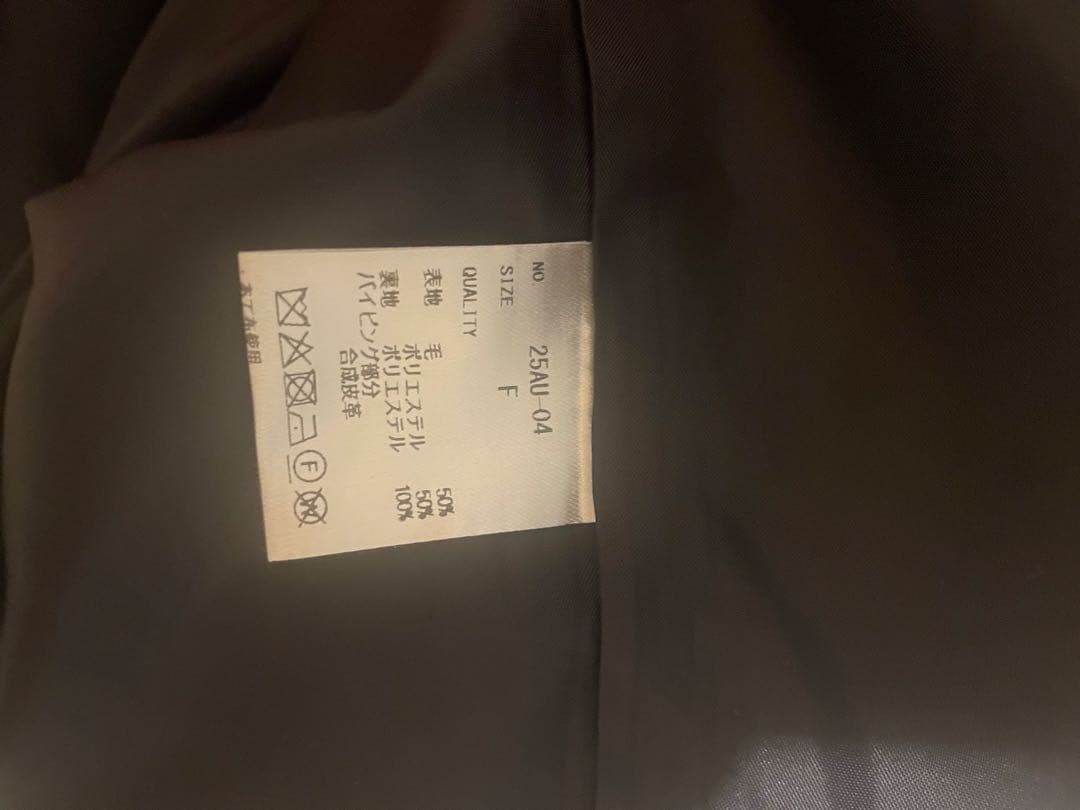 NO. 25AU-04
SIZE F
QUALITY
表地 毛 50%
ポリエステル 50%
裏地 ポリエステル 100%
パイピング部分
合成皮革
F
W